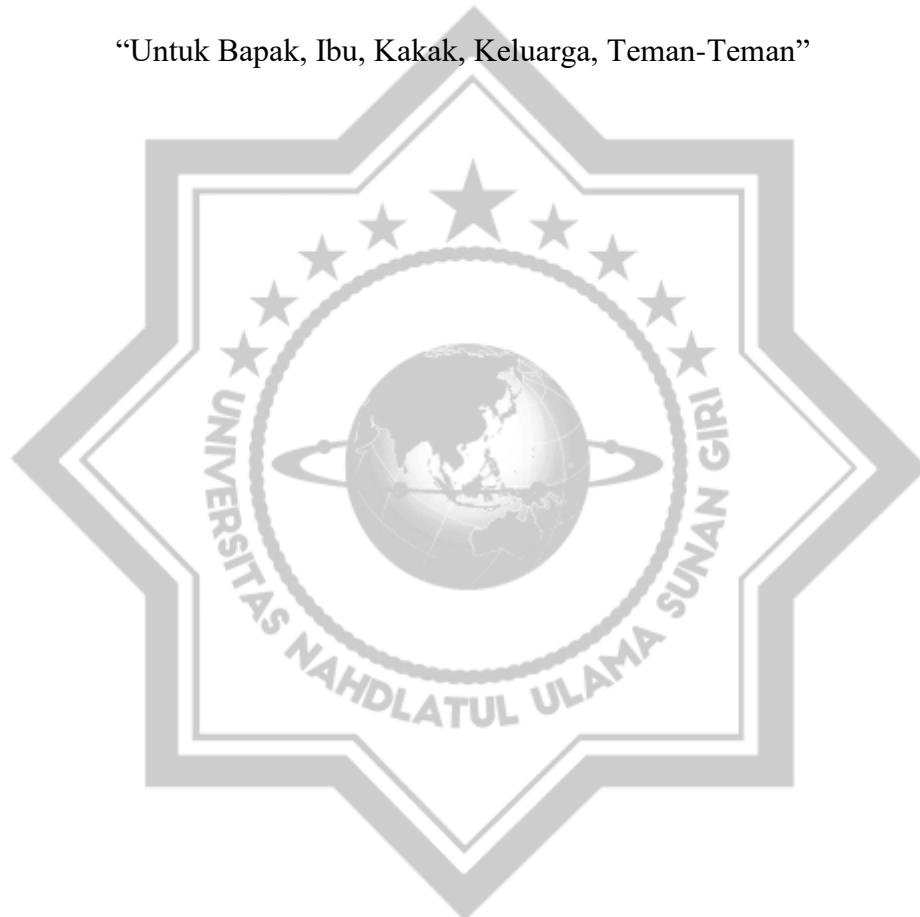 “Untuk Bapak, Ibu, Kakak, Keluarga, Teman-Teman”
UNIVERSITAS NAHDLATUL ULAMA SUNAN GIRI